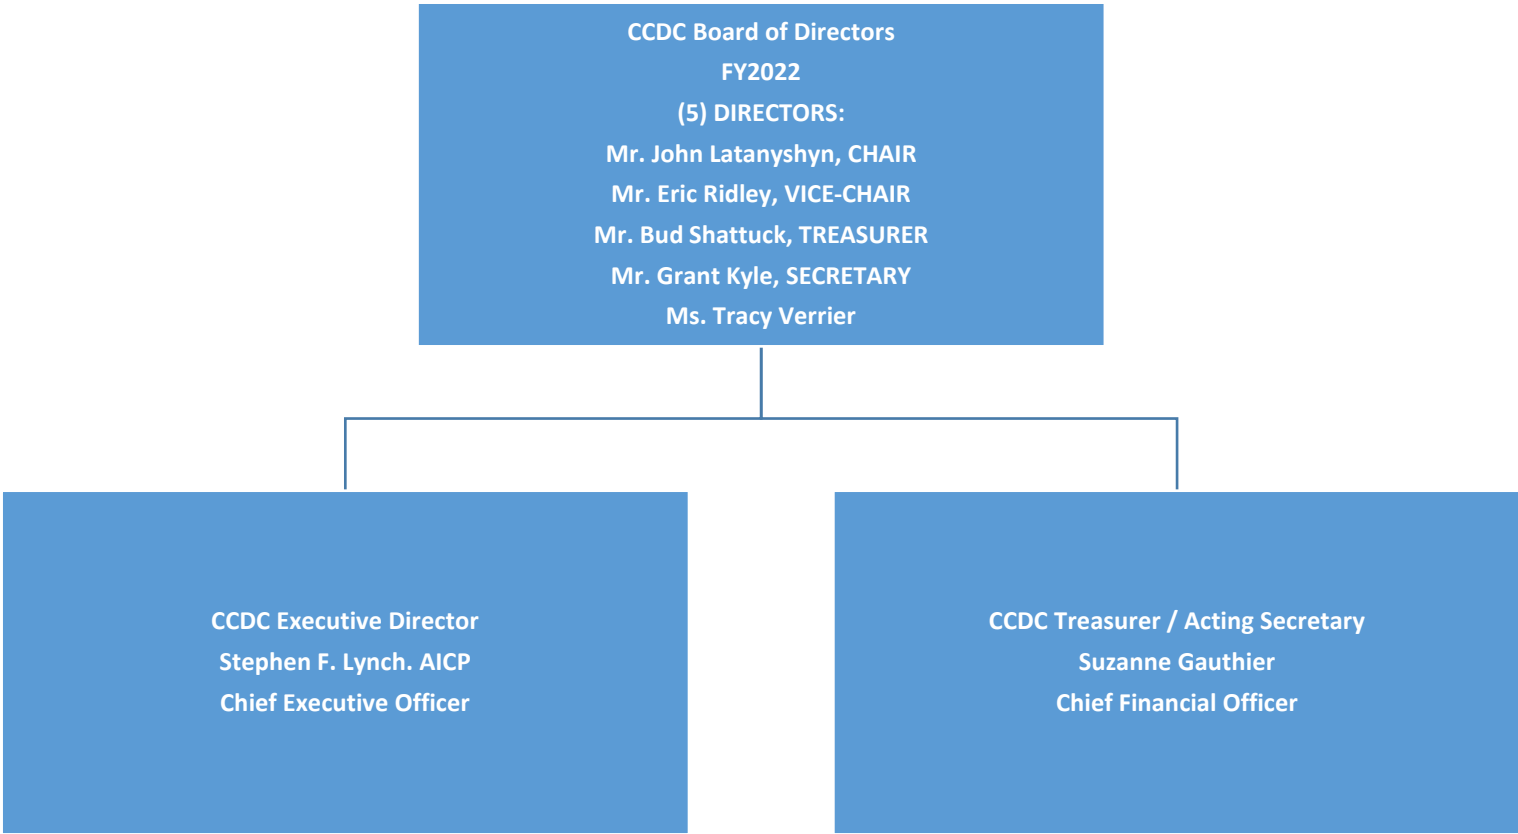 CCDC Board of Directors
FY2022
(5) DIRECTORS:
Mr. John Latanyshyn, CHAIR
Mr. Eric Ridley, VICE-CHAIR
Mr. Bud Shattuck, TREASURER
Mr. Grant Kyle, SECRETARY
Ms. Tracy Verrier
CCDC Executive Director
Stephen F. Lynch. AICP
Chief Executive Officer
CCDC Treasurer / Acting Secretary
Suzanne Gauthier
Chief Financial Officer